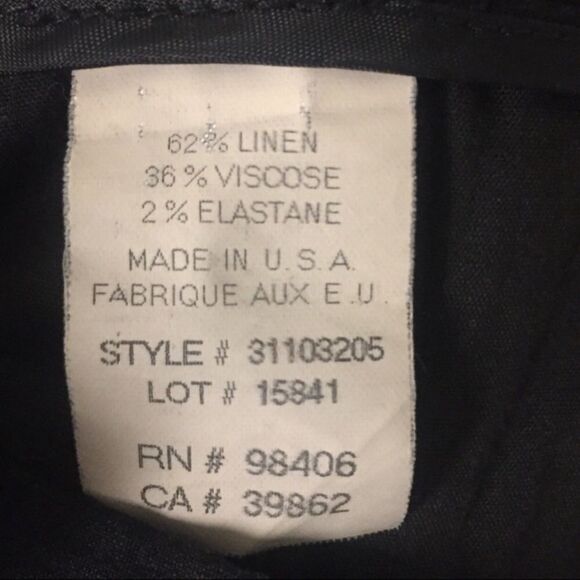 62% LINEN
36% VISCOSE
2% ELASTANE
MADE IN U.S.A.
FABRIQUE AUX E.U.
STYLE # 31103205
LOT # 15841
RN # 98406
CA # 39862